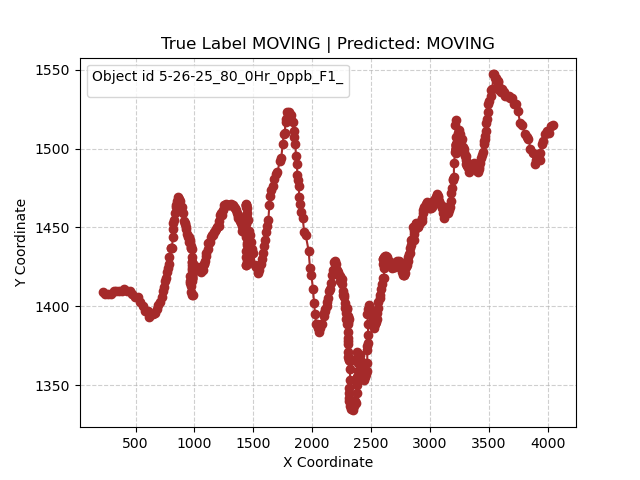 True Label MOVING | Predicted: MOVING
Object id 5-26-25_80_0Hr_0ppb_F1_
1550
1500
1450
1400
1350
Y Coordinate
500 1000 1500 2000 2500 3000 3500 4000
X Coordinate